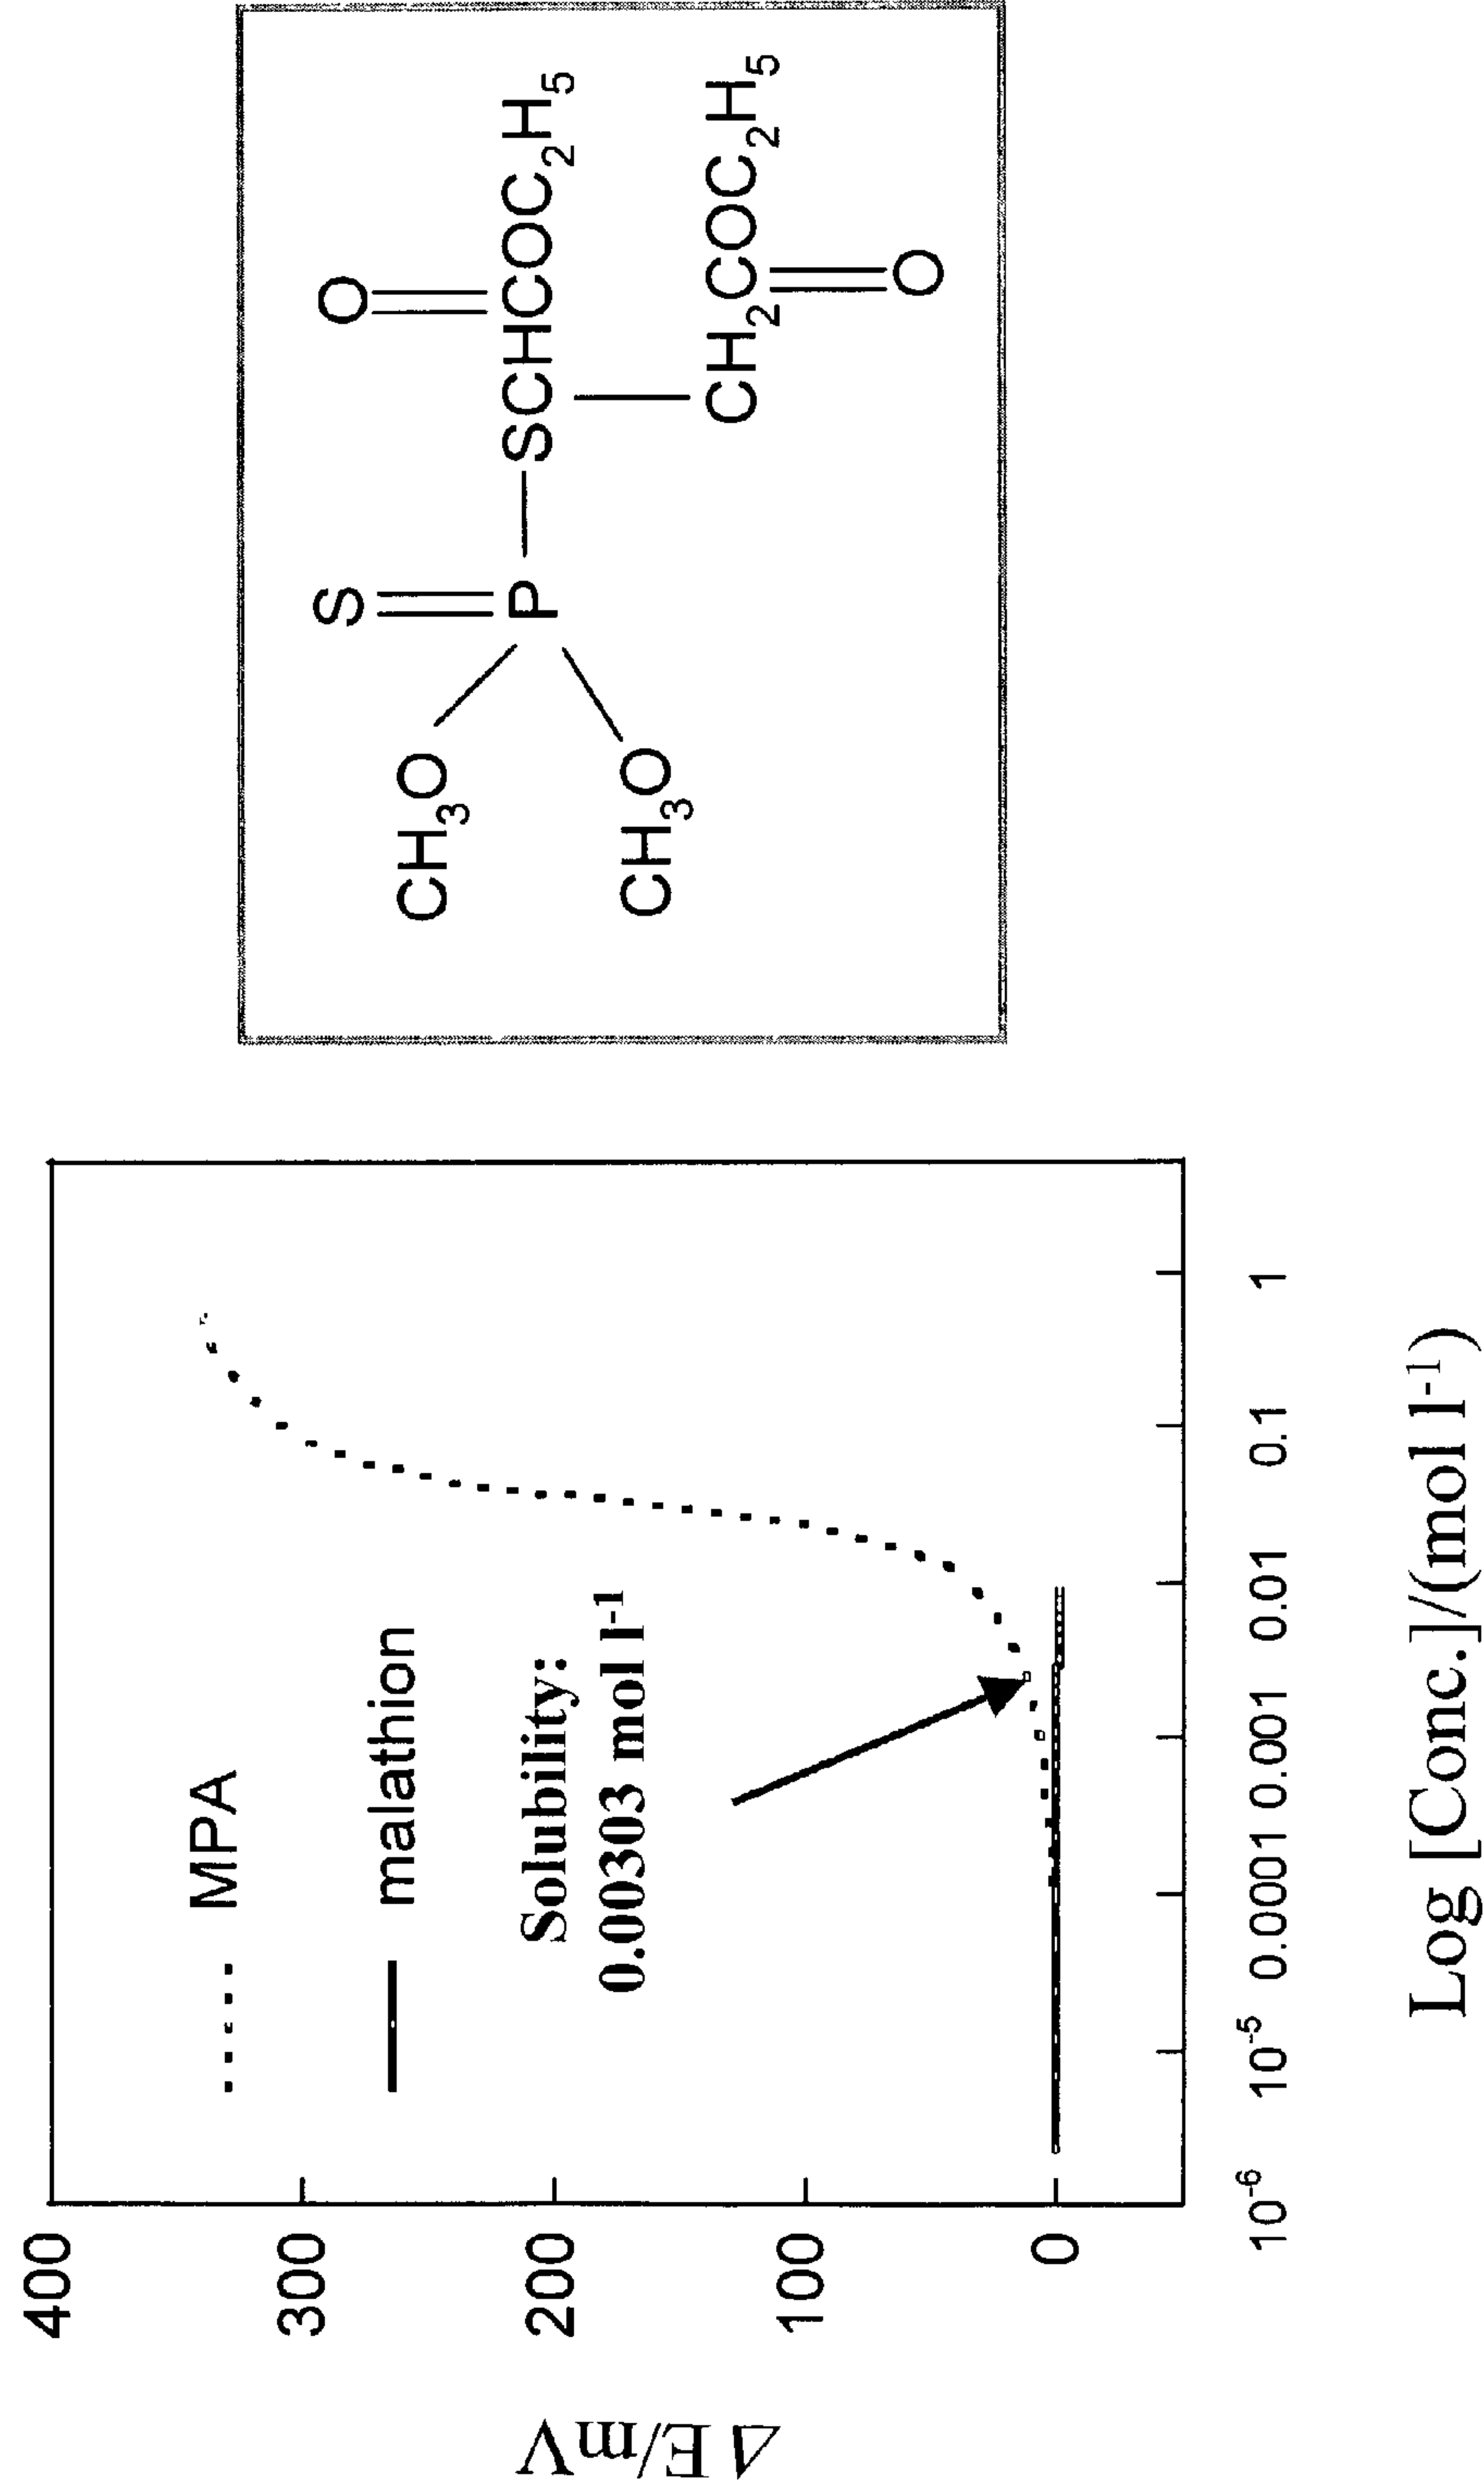 400
300
200
100
0
ΔE/mV
MPA
malathion
Solubility:
0.00303 mol l⁻¹
10⁻⁶ 10⁻⁵ 0.0001 0.001 0.01 0.1 1
Log [Conc.]/(mol l⁻¹)
S
O
CH₃O
P
SCHCOC₂H₅
CH₃O
CH₂COC₂H₅
O